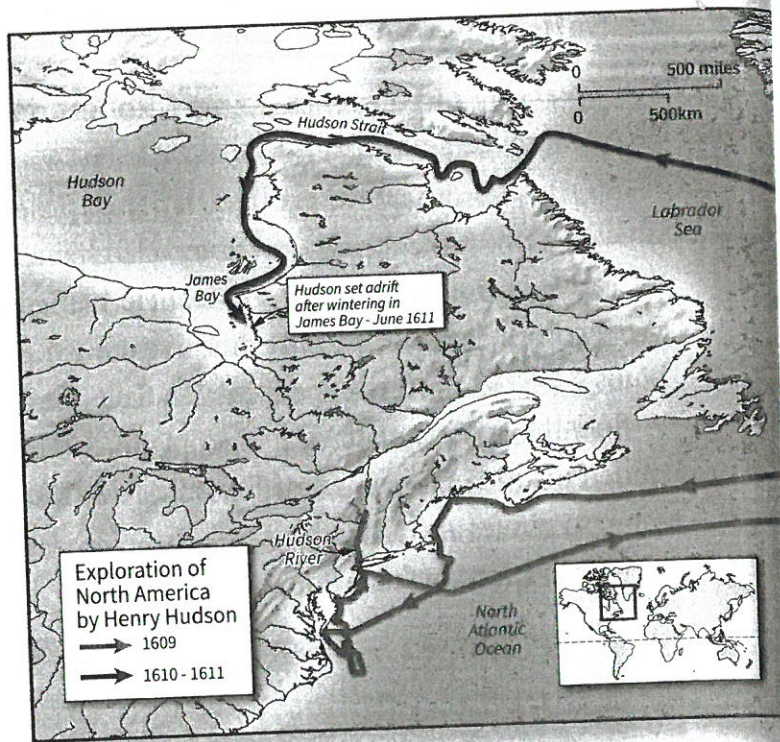 0 500 miles
0 500km
Hudson Strait
Hudson
Bay
Labrador
Sea
James
Bay
Hudson set adrift
after wintering in
James Bay - June 1611
Hudson
River
Exploration of
North America
by Henry Hudson
1609
1610 - 1611
North
Atlantic
Ocean